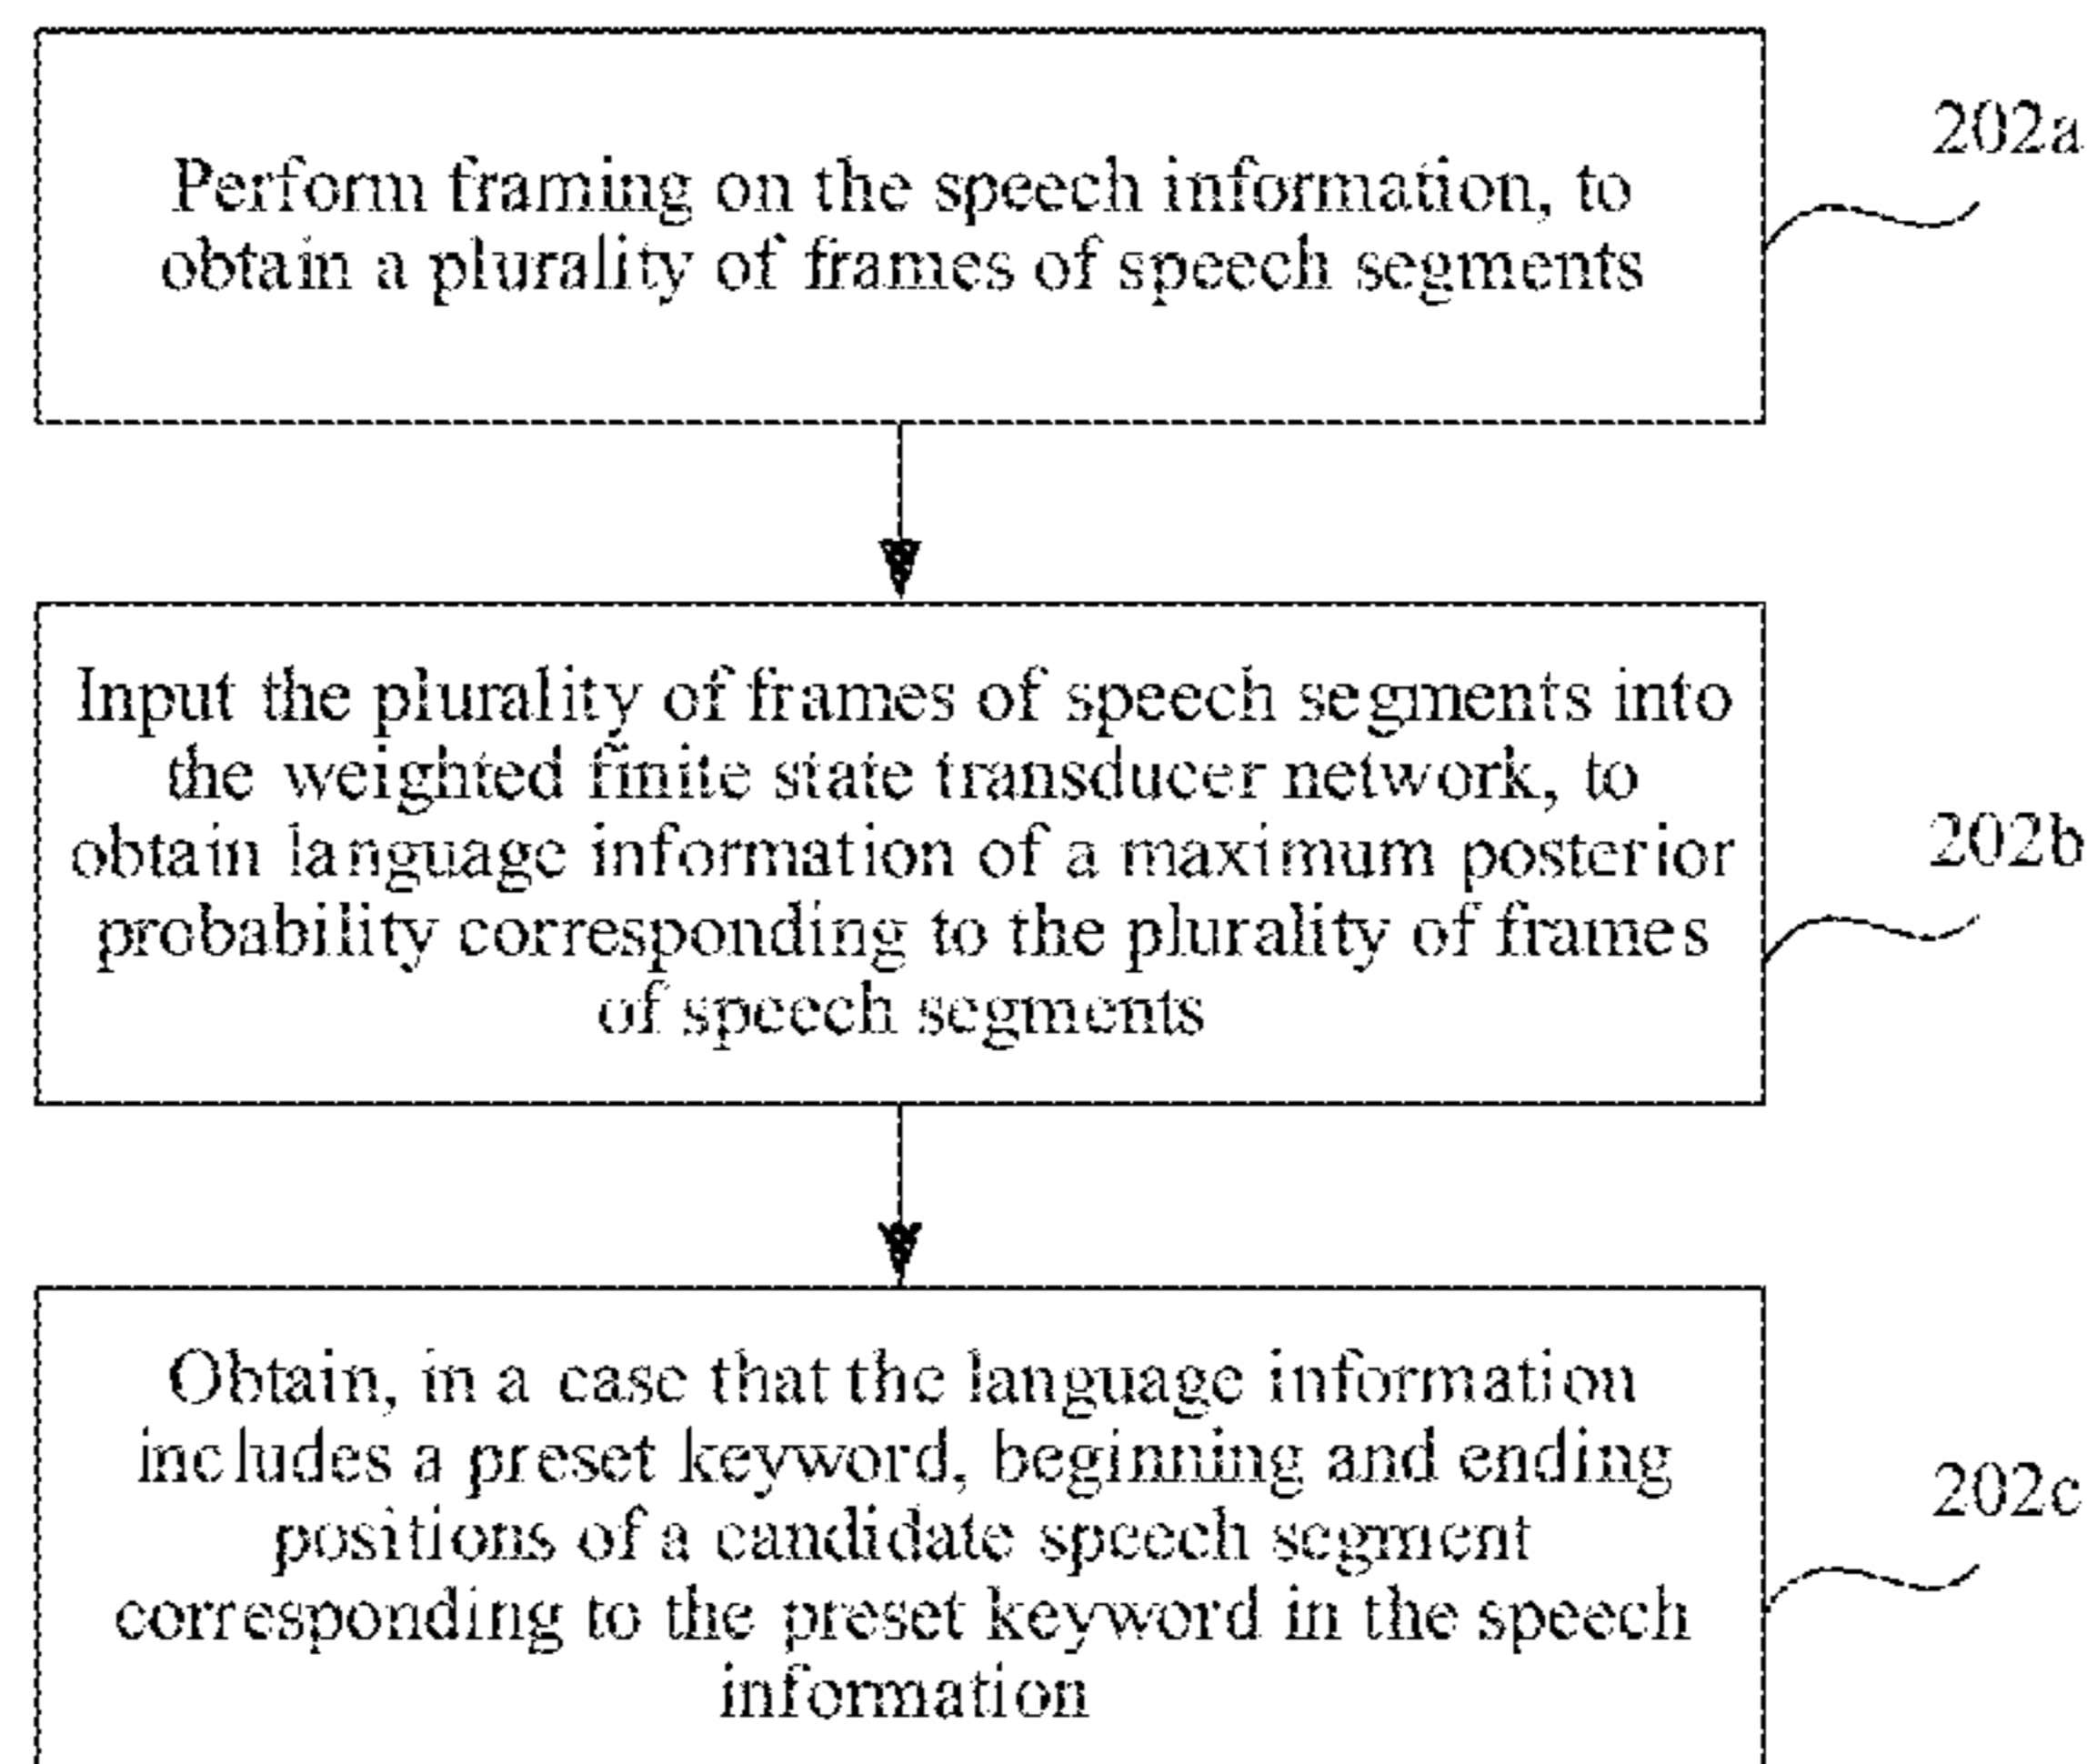 Perform framing on the speech information, to
obtain a plurality of frames of speech segments
202a
Input the plurality of frames of speech segments into
the weighted finite state transducer network, to
obtain language information of a maximum posterior
probability corresponding to the plurality of frames
of speech segments
202b
Obtain, in a case that the language information
includes a preset keyword, beginning and ending
positions of a candidate speech segment
corresponding to the preset keyword in the speech
information
202c